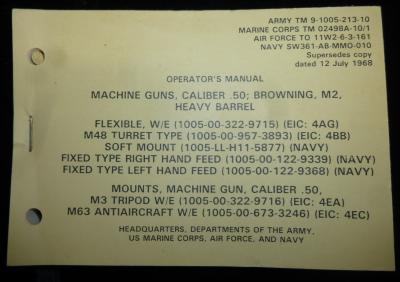 ARMY TM 9-1005-213-10
MARINE CORPS TM 02498A-10/1
AIR FORCE TO 11W2-6-3-161
NAVY SW361-AB-MMO-010
Supersedes copy
dated 12 July 1968
OPERATOR'S MANUAL
MACHINE GUNS, CALIBER .50; BROWNING, M2,
HEAVY BARREL
FLEXIBLE, W/E (1005-00-322-9715) (EIC: 4AG)
M48 TURRET TYPE (1005-00-957-3893) (EIC: 4BB)
SOFT MOUNT (1005-LL-H11-5877) (NAVY)
FIXED TYPE RIGHT HAND FEED (1005-00-122-9339) (NAVY)
FIXED TYPE LEFT HAND FEED (1005-00-122-9368) (NAVY)
MOUNTS, MACHINE GUN, CALIBER .50,
M3 TRIPOD W/E (1005-00-322-9716) (EIC: 4EA)
M63 ANTIAIRCRAFT W/E (1005-00-673-3246) (EIC: 4EC)
HEADQUARTERS, DEPARTMENTS OF THE ARMY,
US MARINE CORPS, AIR FORCE, AND NAVY